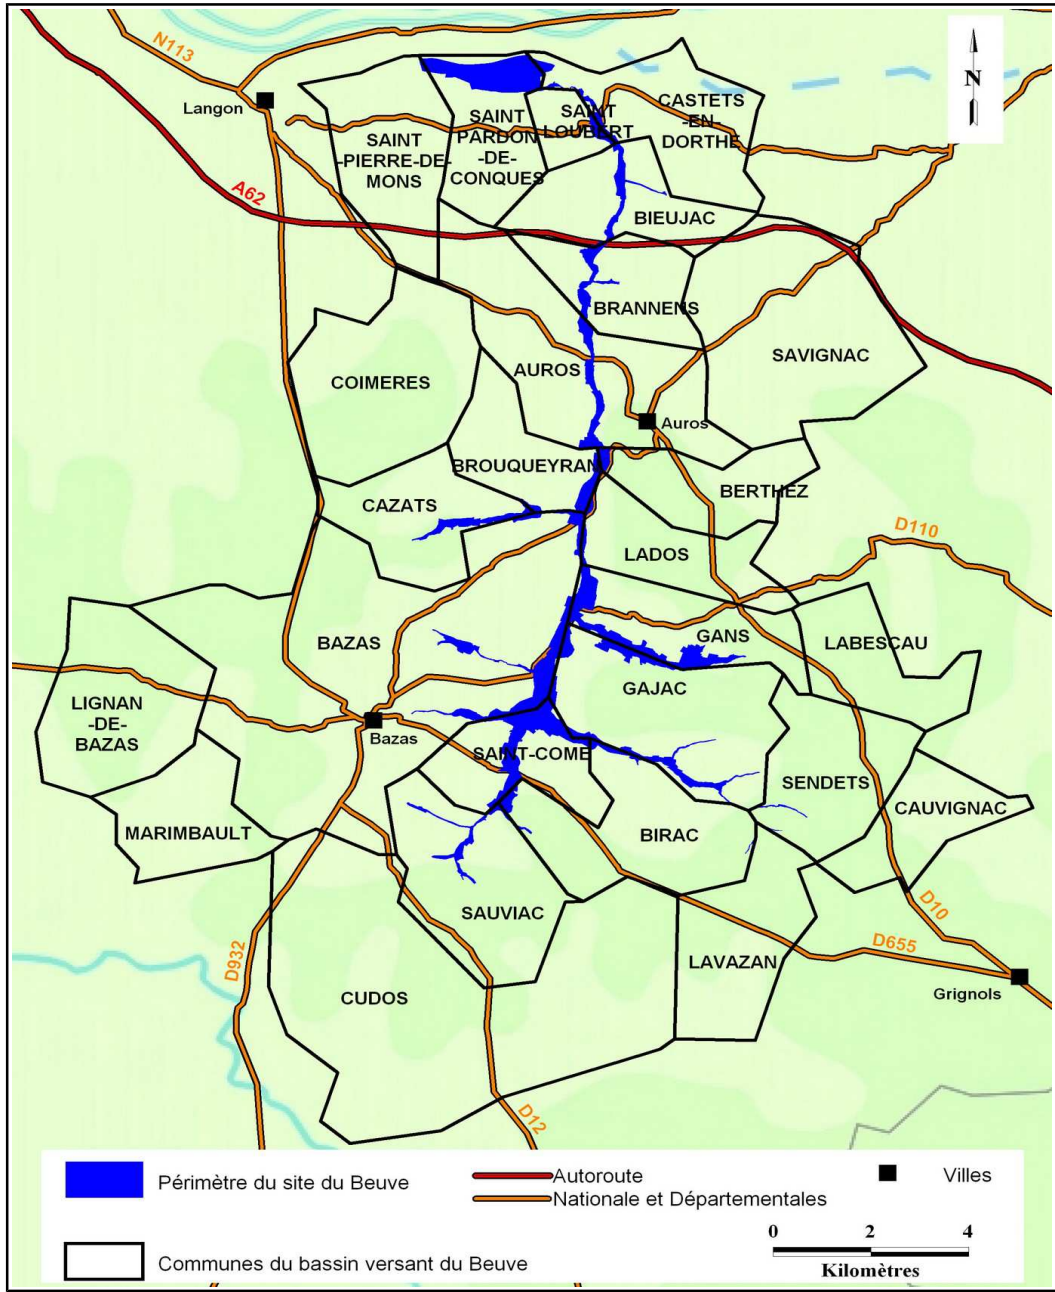 N113
N
Langon
SAINT
-PIERRE-DE-
MONS
SAINT
PARDON
-DE-
CONQUES
SAINT
LOUBERT
CASTETS
-EN-
DORTHE
A62
BIEUJAC
BRANNENS
SAVIGNAC
COIMERES
AUROS
Auros
BROUQUEYRAN
BERTHEZ
CAZATS
D110
LADOS
BAZAS
GANS
LABESCAU
GAJAC
LIGNAN
-DE-
BAZAS
Bazas
SAINT-COME
SENDETS
CAUVIGNAC
MARIMBAULT
BIRAC
SAUVIAC
D10
D655
D932
LAVAZAN
CUDOS
Grignols
D12
Périmètre du site du Beuve
Autoroute
Nationale et Départementales
Villes
Communes du bassin versant du Beuve
0 2 4
Kilomètres